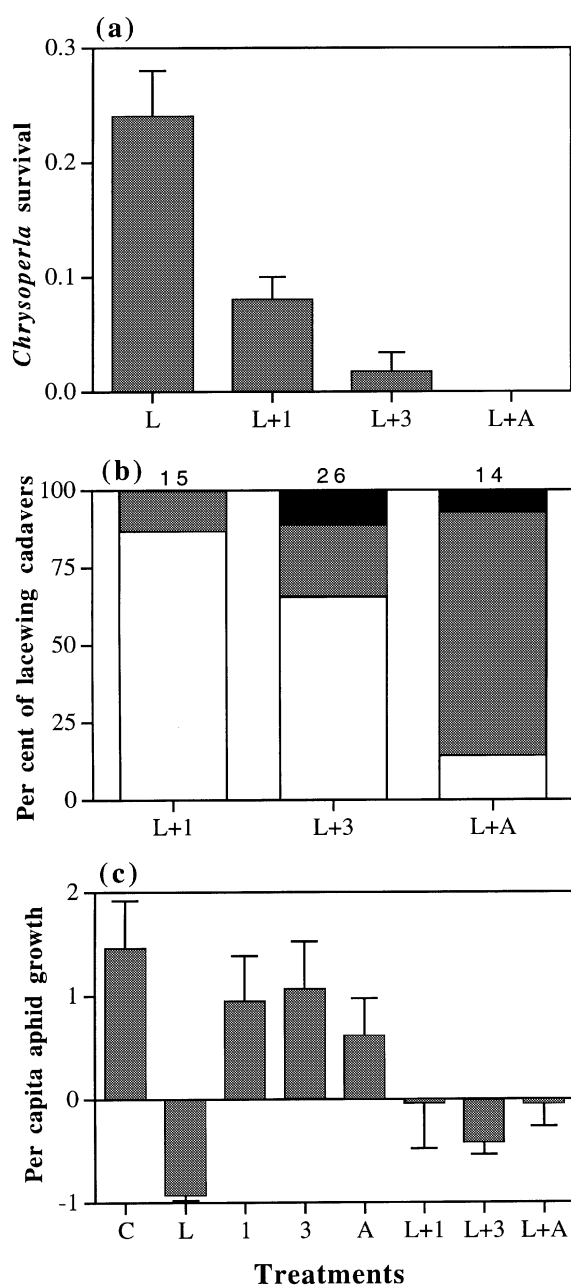 (a)
Chrysoperla survival
0.3
0.2
0.1
0.0
L L+1 L+3 L+A
(b)
15 26 14
Per cent of lacewing cadavers
100
75
50
25
0
L+1 L+3 L+A
(c)
Per capita aphid growth
2
1
0
-1
C L 1 3 A L+1 L+3 L+A
Treatments